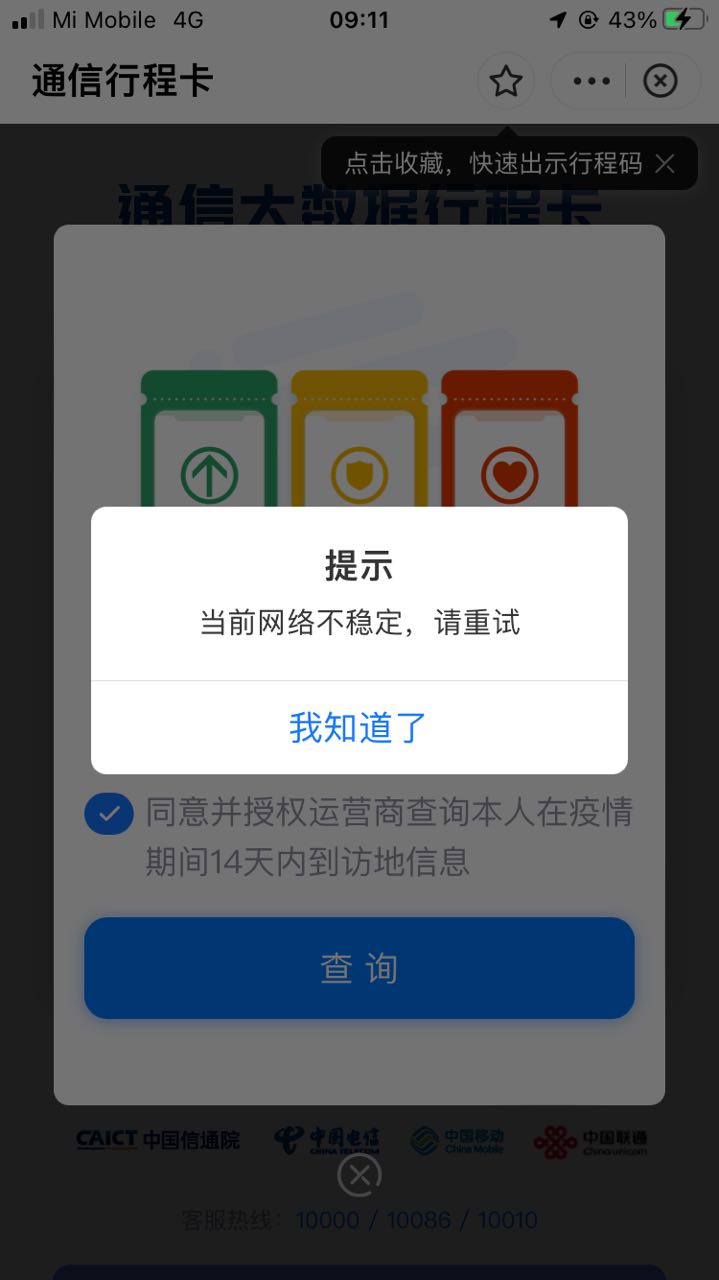 Mi Mobile 4G 09:11 43%
通信行程卡
点击收藏，快速出示行程码
通信大数据行程卡
提示
当前网络不稳定，请重试
我知道了
同意并授权运营商查询本人在疫情
期间14天内到访地信息
查 询
CAICT 中国信通院 中国电信 CHINA TELECOM 中国移动 China Mobile 中国联通 China unicom
客服热线：10000 / 10086 / 10010